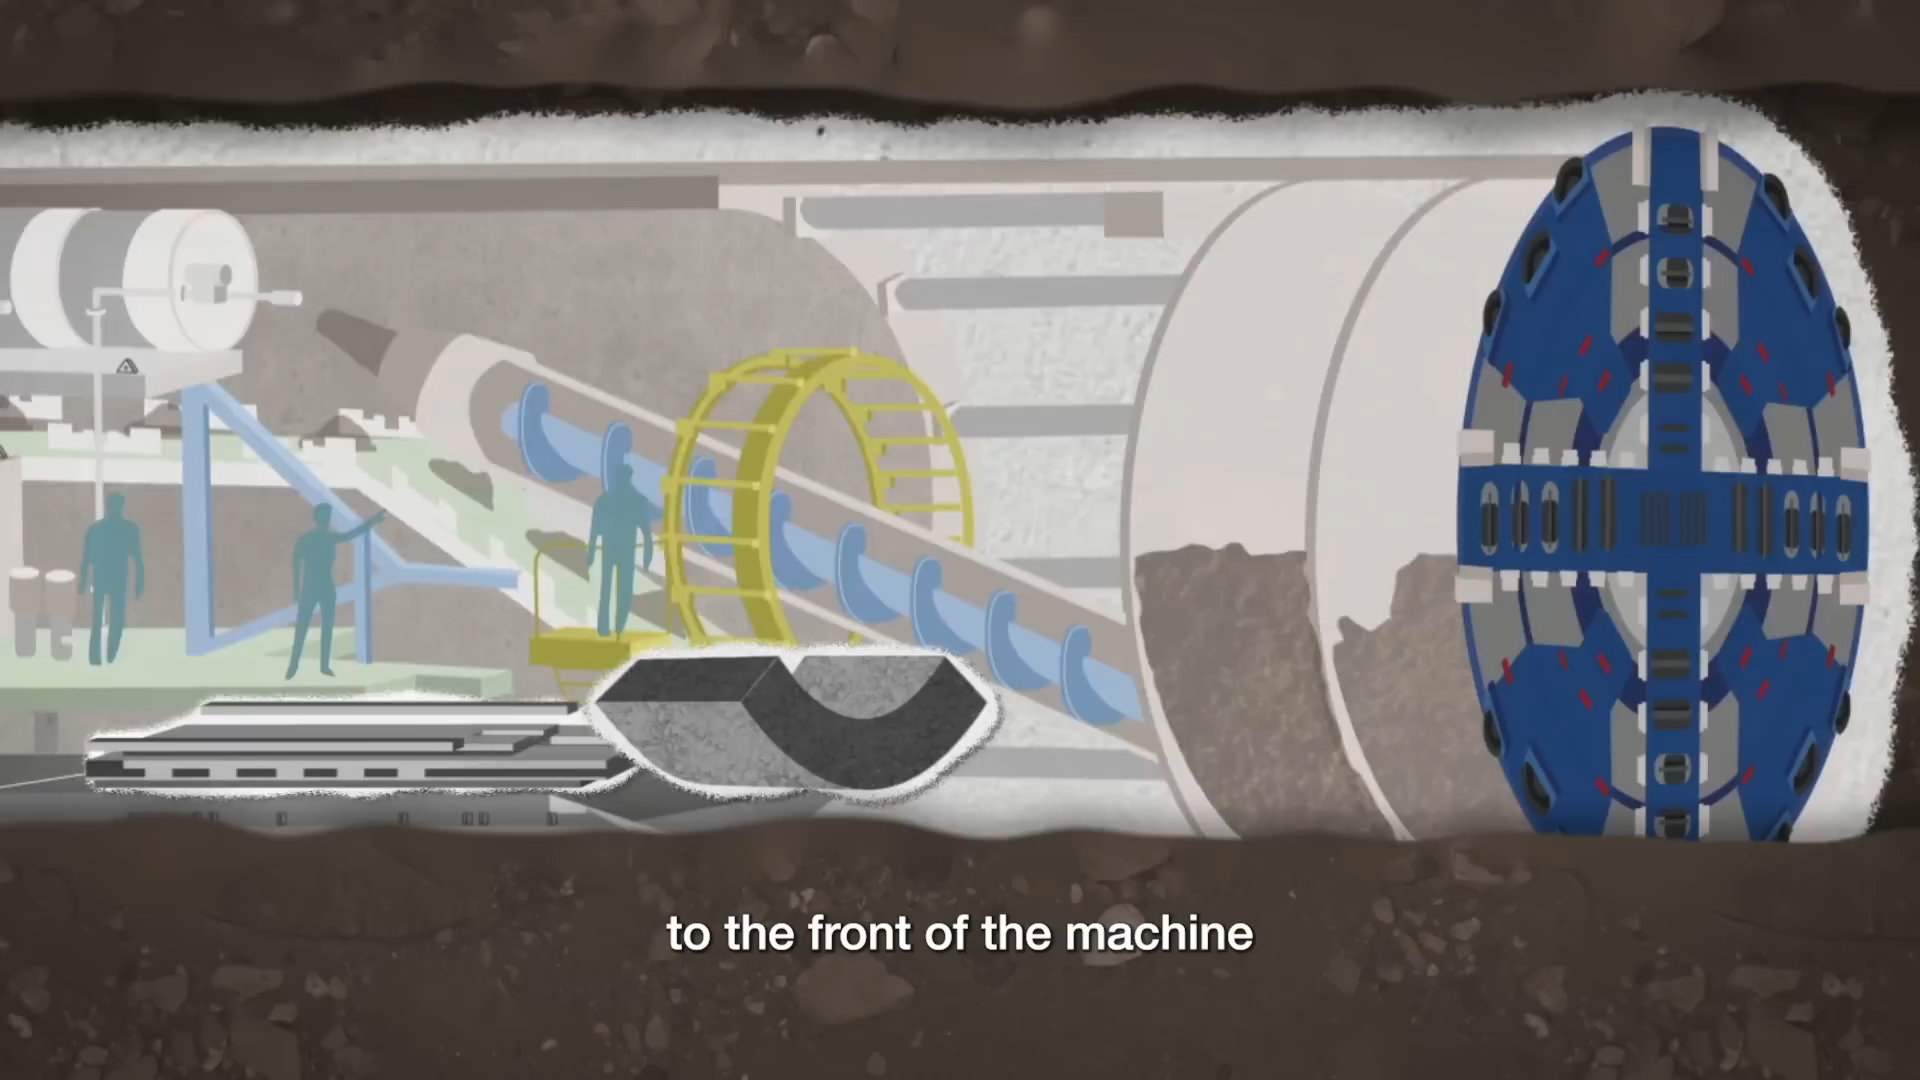 to the front of the machine